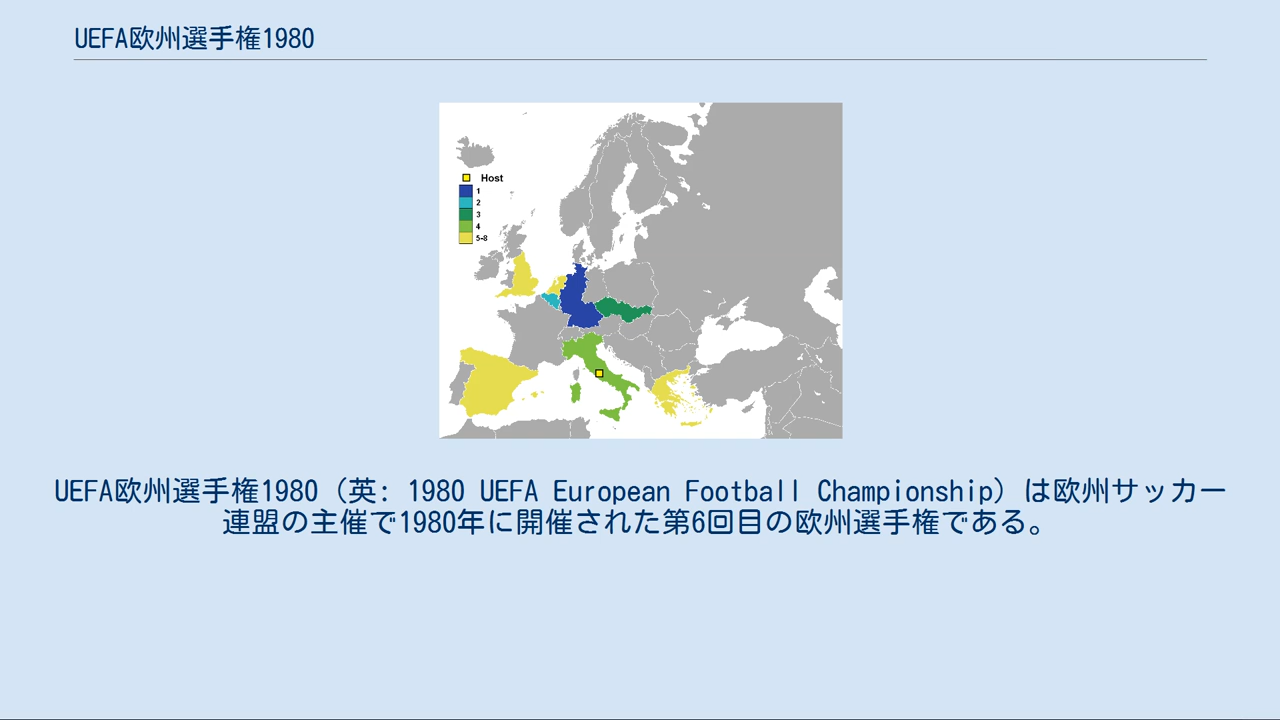 UEFA欧州選手権1980
Host
1
2
3
4
5-8
UEFA欧州選手権1980（英: 1980 UEFA European Football Championship）は欧州サッカー
連盟の主催で1980年に開催された第6回目の欧州選手権である。